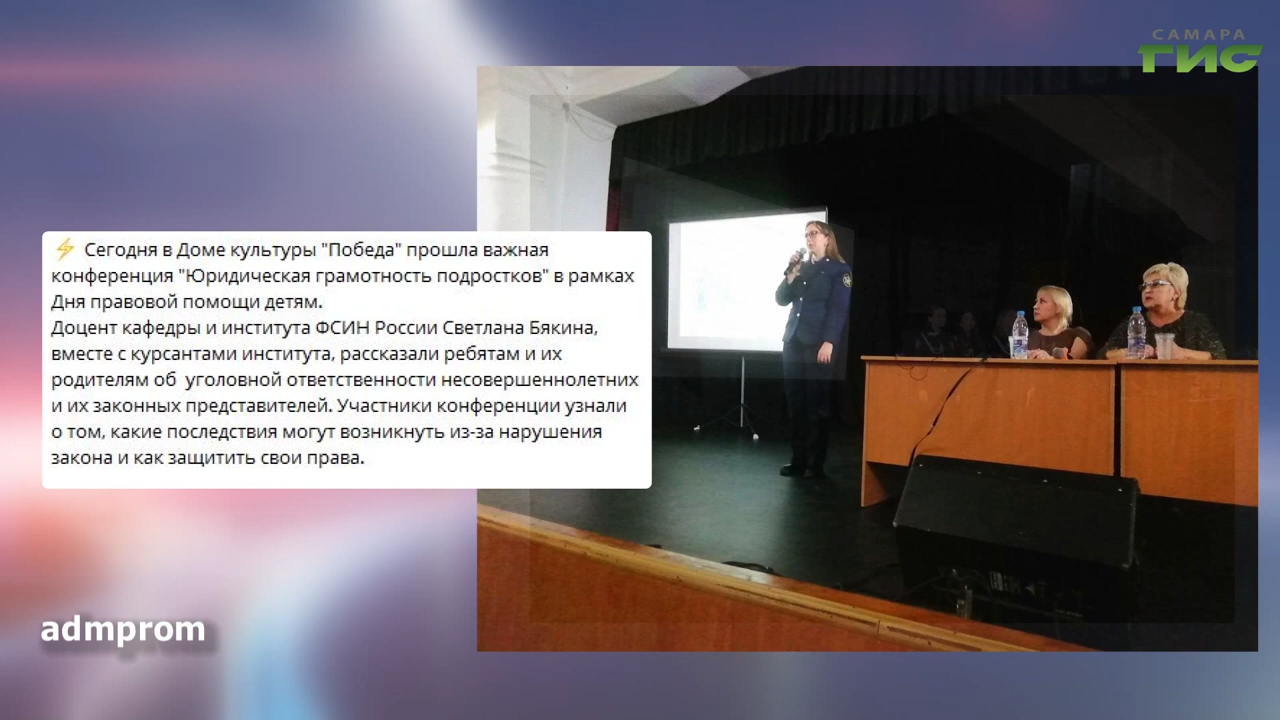 САМАРА
ГИС
⚡ Сегодня в Доме культуры "Победа" прошла важная
конференция "Юридическая грамотность подростков" в рамках
Дня правовой помощи детям.
Доцент кафедры и института ФСИН России Светлана Бякина,
вместе с курсантами института, рассказали ребятам и их
родителям об  уголовной ответственности несовершеннолетних
и их законных представителей. Участники конференции узнали
о том, какие последствия могут возникнуть из-за нарушения
закона и как защитить свои права.
admprom